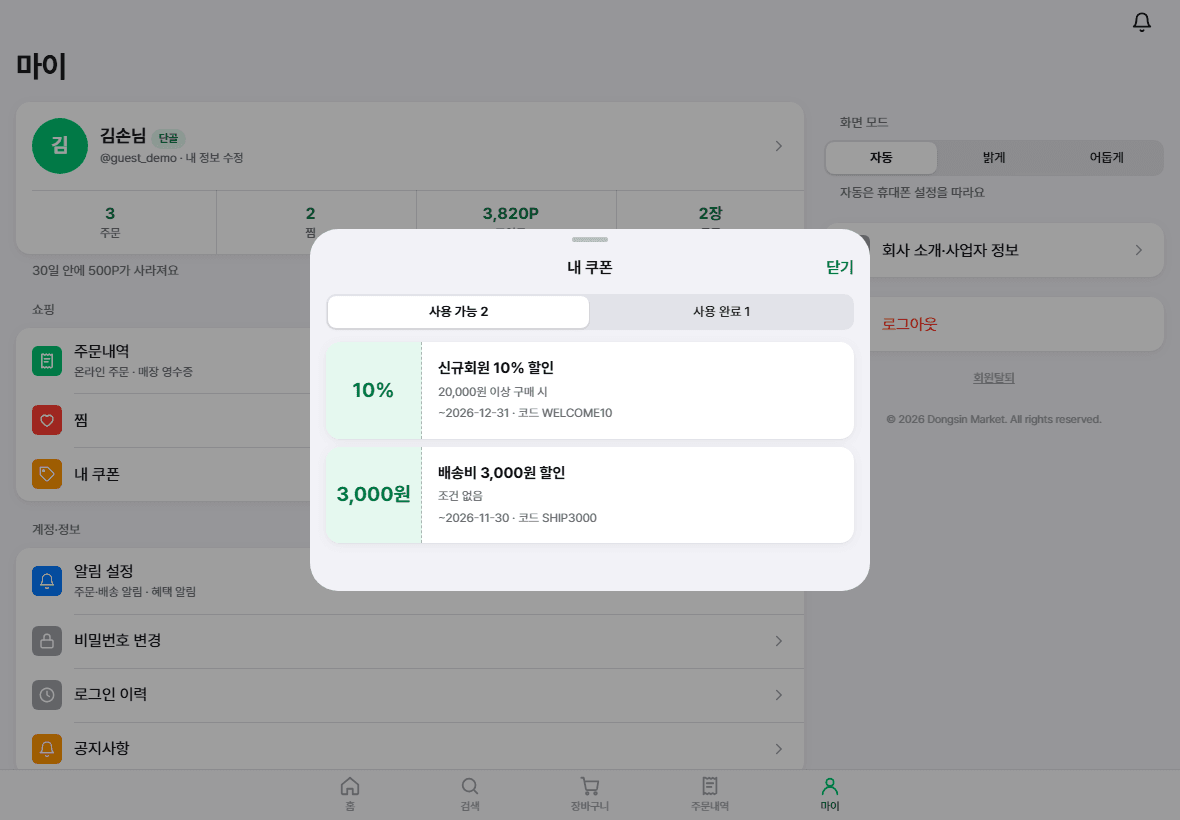 마이
김
김손님 단골
@guest_demo · 내 정보 수정
3
주문
2
찜
3,820P
2장
30일 안에 500P가 사라져요
쇼핑
주문내역
온라인 주문 · 매장 영수증
찜
내 쿠폰
계정·정보
알림 설정
주문·배송 알림 · 혜택 알림
비밀번호 변경
로그인 이력
공지사항
화면 모드
자동 밝게 어둡게
자동은 휴대폰 설정을 따라요
회사 소개·사업자 정보
로그아웃
회원탈퇴
© 2026 Dongsin Market. All rights reserved.
내 쿠폰
닫기
사용 가능 2 사용 완료 1
10%
신규회원 10% 할인
20,000원 이상 구매 시
~2026-12-31 · 코드 WELCOME10
3,000원
배송비 3,000원 할인
조건 없음
~2026-11-30 · 코드 SHIP3000
홈 검색 장바구니 주문내역 마이